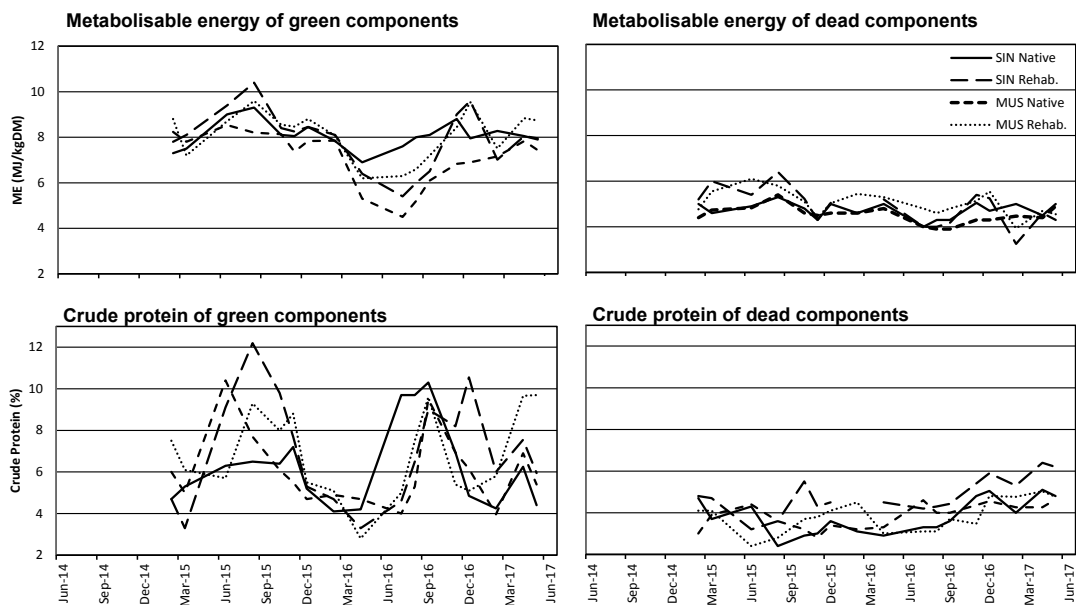 Metabolisable energy of green components
Metabolisable energy of dead components
12
10
8
6
4
2
ME (MJ/kgDM)
SIN Native
SIN Rehab.
MUS Native
MUS Rehab.
Crude protein of green components
Crude protein of dead components
12
10
8
6
4
2
Crude Protein (%)
Jun-14
Sep-14
Dec-14
Mar-15
Jun-15
Sep-15
Dec-15
Mar-16
Jun-16
Sep-16
Dec-16
Mar-17
Jun-17
Jun-14
Sep-14
Dec-14
Mar-15
Jun-15
Sep-15
Dec-15
Mar-16
Jun-16
Sep-16
Dec-16
Mar-17
Jun-17